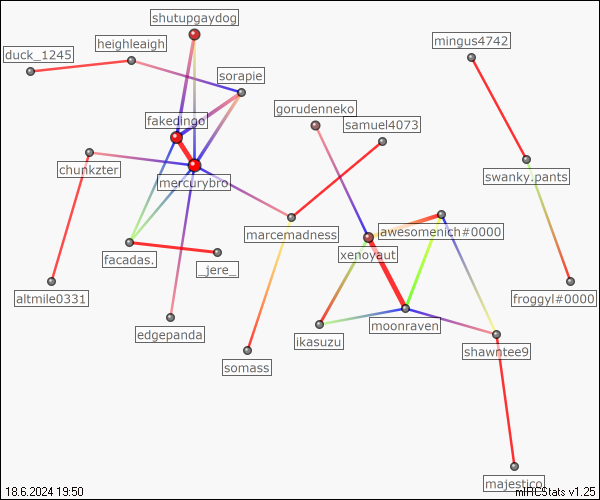 shutupgaydog
mingus4742
heighleaigh
duck_1245
sorapie
gorudenneko
fakedingo
samuel4073
chunkzter
swanky.pants
mercurybro
awesomenich#0000
marcemadness
xenoyaut
facadas.
_jere_
altmile0331
froggyl#0000
moonraven
edgepanda
ikasuzu
shawntee9
somass
majestico
18.6.2024 19:50
mIRCStats v1.25